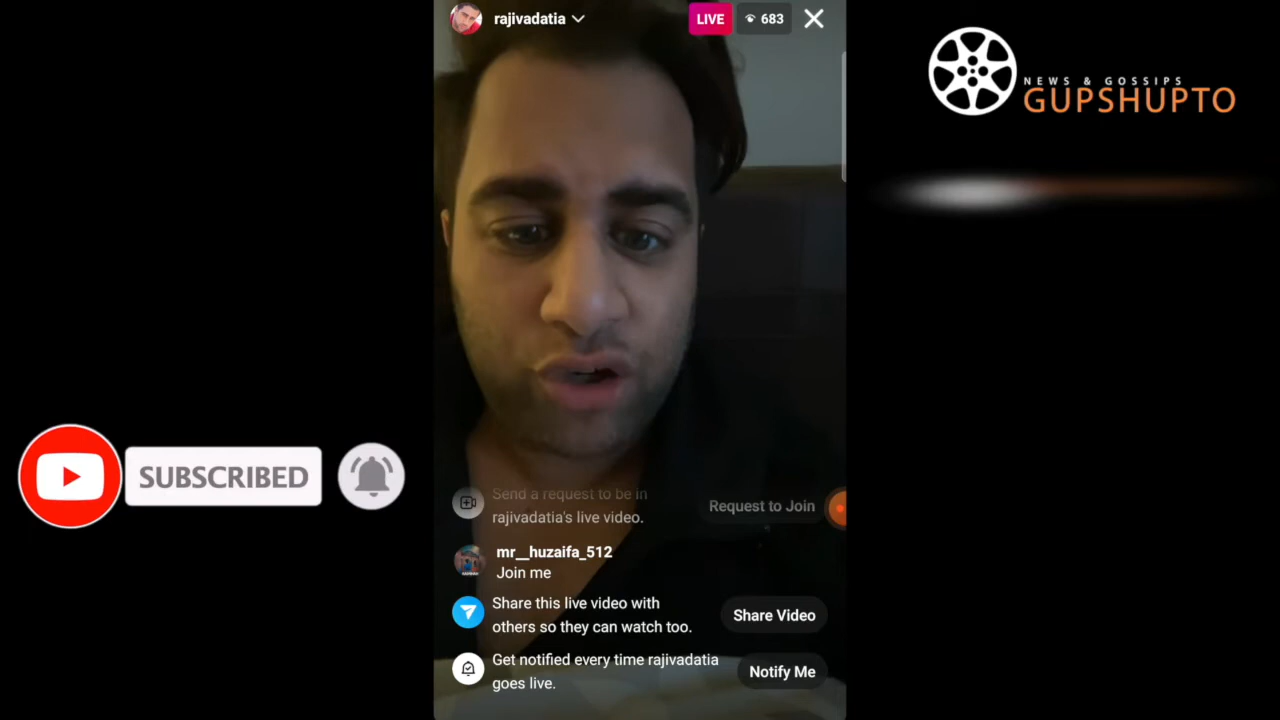 rajivadatia
LIVE
683
NEWS & GOSSIPS
GUPSHUPTO
SUBSCRIBED
Send a request to be in
rajivadatia's live video.
Request to Join
mr__huzaifa_512
Join me
Share this live video with
others so they can watch too.
Share Video
Get notified every time rajivadatia
goes live.
Notify Me